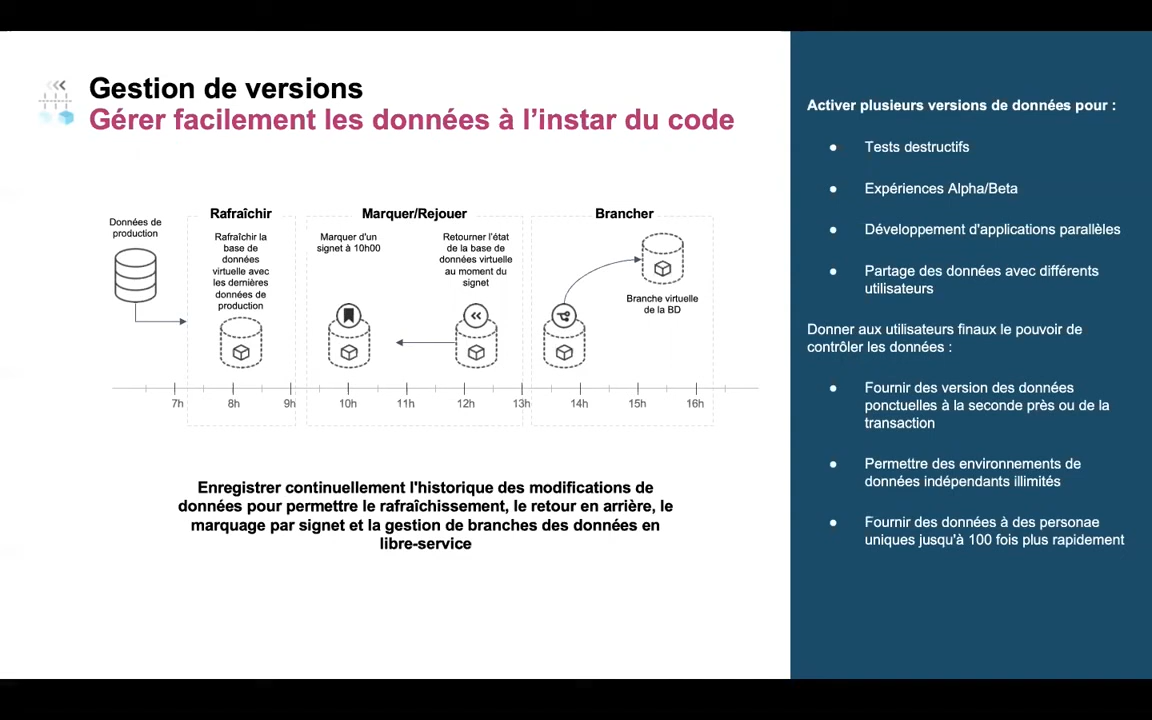 Gestion de versions
Gérer facilement les données à l’instar du code
Données de
production
Rafraîchir
Rafraîchir la
base de
données
virtuelle avec
les dernières
données de
production
Marquer/Rejouer
Marquer d'un
signet à 10h00
Retourner l’état
de la base de
données virtuelle
au moment du
signet
Brancher
Branche virtuelle
de la BD
7h
8h
9h
10h
11h
12h
13h
14h
15h
16h
Enregistrer continuellement l'historique des modifications de
données pour permettre le rafraîchissement, le retour en arrière, le
marquage par signet et la gestion de branches des données en
libre-service
Activer plusieurs versions de données pour :
● Tests destructifs
● Expériences Alpha/Beta
● Développement d'applications parallèles
● Partage des données avec différents
utilisateurs
Donner aux utilisateurs finaux le pouvoir de
contrôler les données :
● Fournir des version des données
ponctuelles à la seconde près ou de la
transaction
● Permettre des environnements de
données indépendants illimités
● Fournir des données à des personae
uniques jusqu'à 100 fois plus rapidement